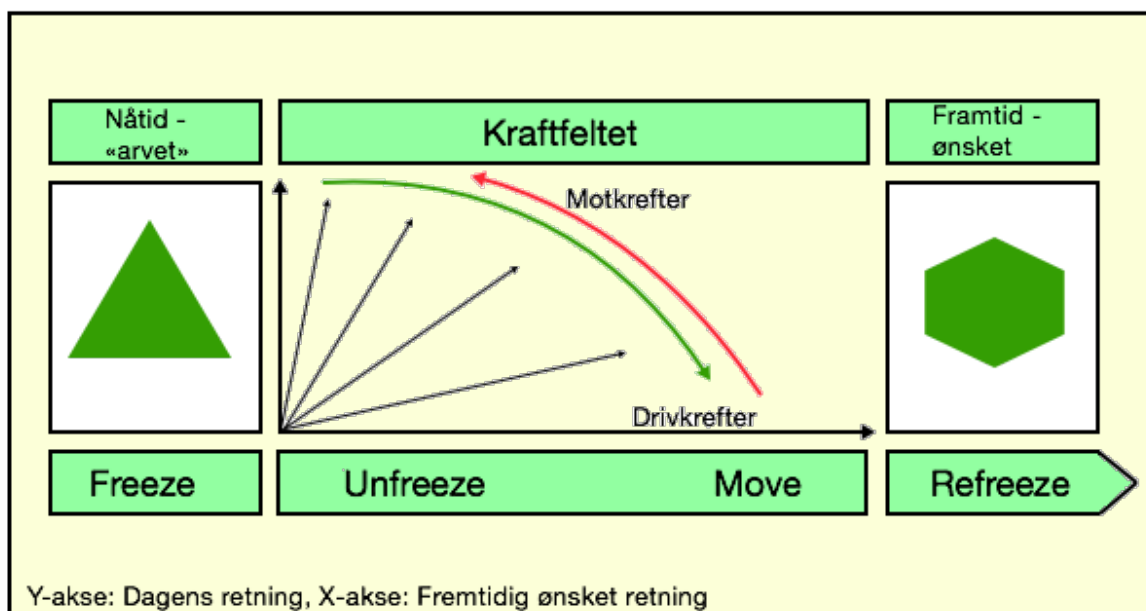 Nåtid -
«arvet»
Kraftfeltet
Framtid -
ønsket
Motkrefter
Drivkrefter
Freeze
Unfreeze
Move
Refreeze
Y-akse: Dagens retning, X-akse: Fremtidig ønsket retning